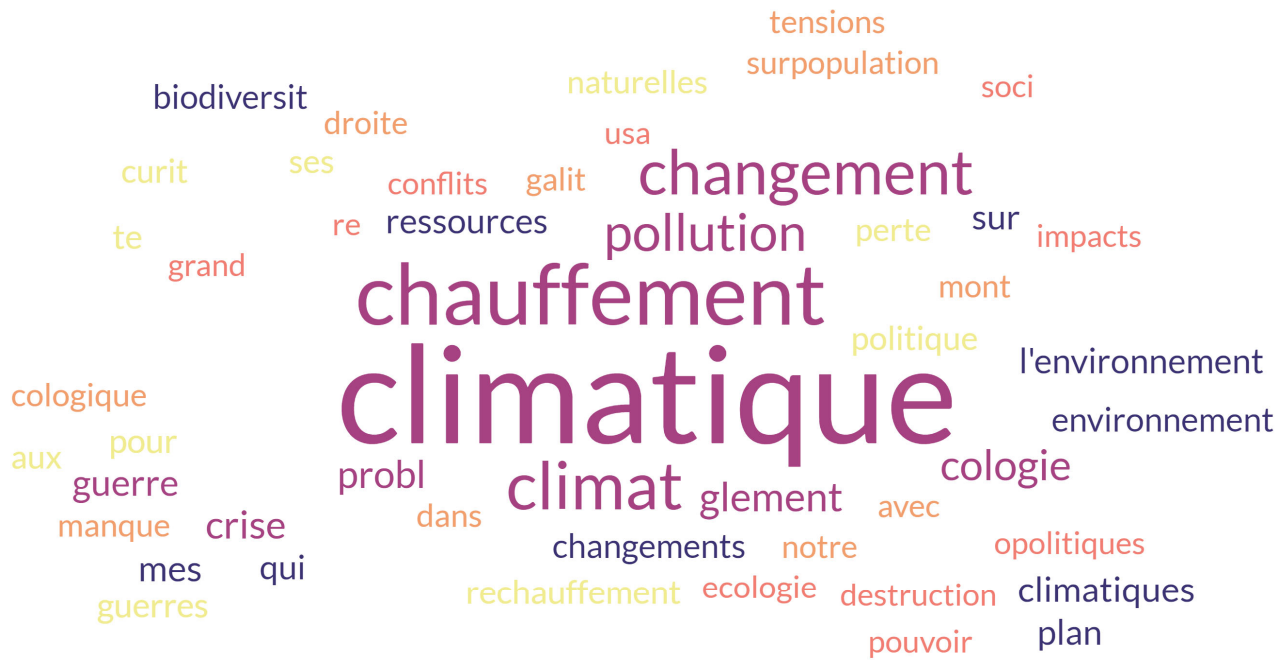 tensions
surpopulation
naturelles
soci
biodiversit
droite
usa
changement
curit
ses
conflits
galit
ressources
re
pollution
perte
sur
impacts
te
grand
chauffement
mont
politique
l'environnement
climatique
cologique
environnement
aux
pour
guerre
probl
climat
glement
cologie
manque
crise
dans
avec
changements
notre
opolitiques
mes
qui
guerres
rechauffement
ecologie
destruction
climatiques
pouvoir
plan